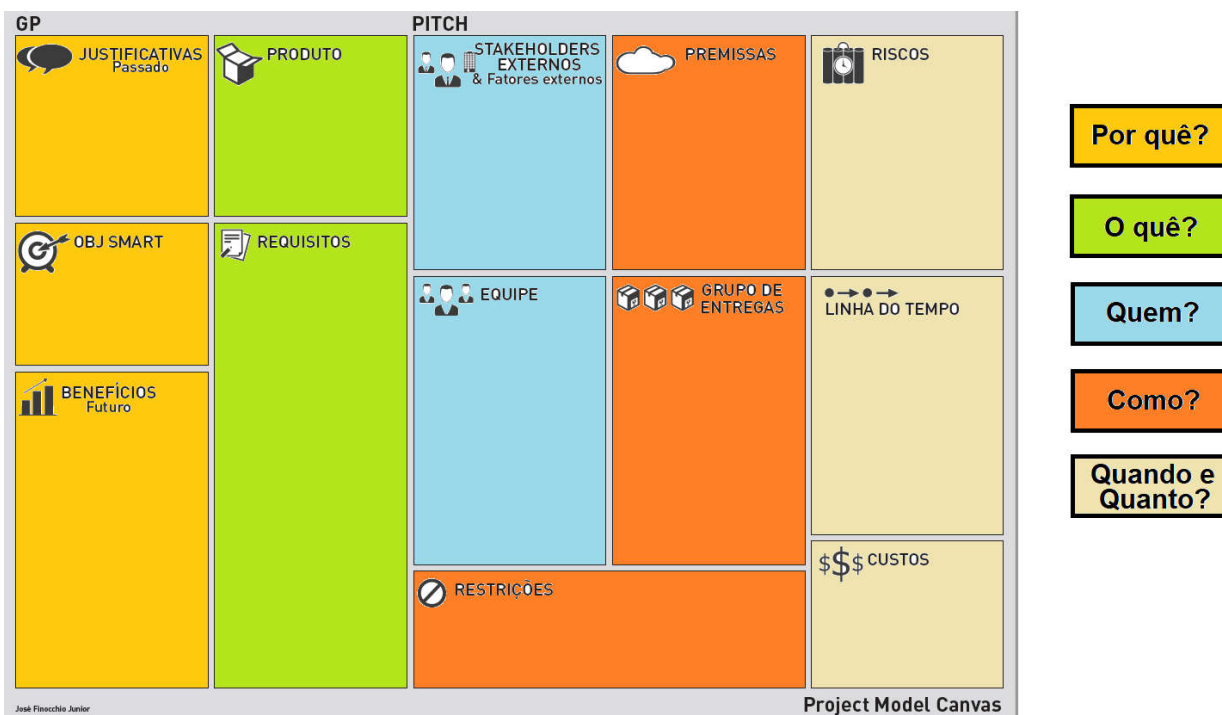 GP
PITCH
JUSTIFICATIVAS
Passado
PRODUTO
STAKEHOLDERS
EXTERNOS
& Fatores externos
PREMISSAS
RISCOS
OBJ SMART
REQUISITOS
EQUIPE
GRUPO DE
ENTREGAS
LINHA DO TEMPO
BENEFÍCIOS
Futuro
RESTRIÇÕES
$$$ CUSTOS
José Finocchio Junior
Project Model Canvas
Por quê?
O quê?
Quem?
Como?
Quando e
Quanto?